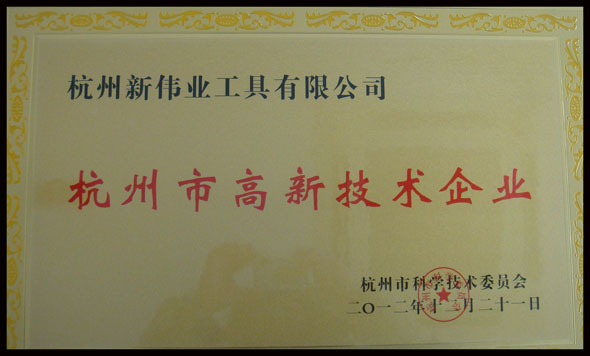 杭州新伟业工具有限公司
杭州市高新技术企业
杭州市科学技术委员会
二〇一二年十二月二十一日